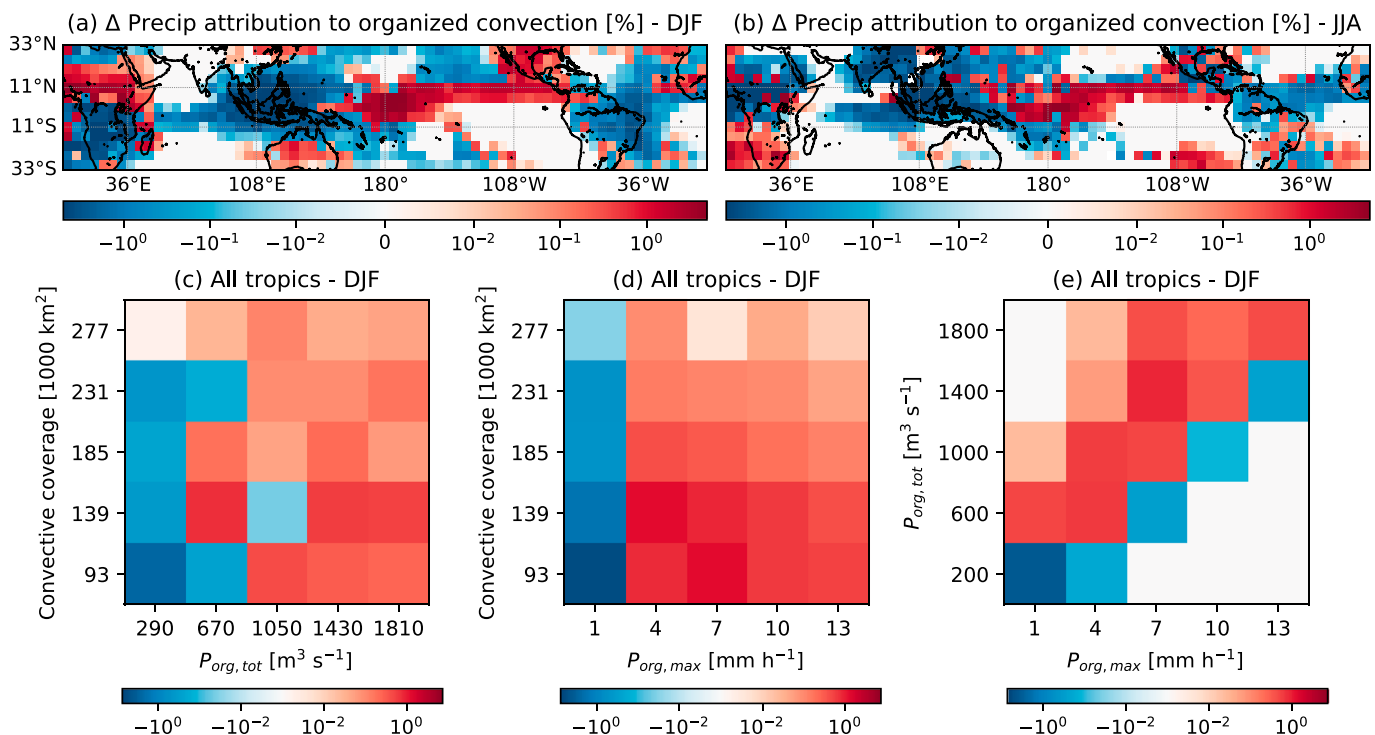 (a) Δ Precip attribution to organized convection [%] - DJF
(b) Δ Precip attribution to organized convection [%] - JJA
33°N
11°N
11°S
33°S
36°E 108°E 180° 108°W 36°W
33°N
11°N
11°S
33°S
36°E 108°E 180° 108°W 36°W
−10⁰ −10⁻¹ −10⁻² 0 10⁻² 10⁻¹ 10⁰
−10⁰ −10⁻¹ −10⁻² 0 10⁻² 10⁻¹ 10⁰
(c) All tropics - DJF
Convective coverage [1000 km²]
277
231
185
139
93
290 670 1050 1430 1810
P_org,tot [m³ s⁻¹]
−10⁰ −10⁻² 10⁻² 10⁰
(d) All tropics - DJF
Convective coverage [1000 km²]
277
231
185
139
93
1 4 7 10 13
P_org,max [mm h⁻¹]
−10⁰ −10⁻² 10⁻² 10⁰
(e) All tropics - DJF
P_org,tot [m³ s⁻¹]
1800
1400
1000
600
200
1 4 7 10 13
P_org,max [mm h⁻¹]
−10⁰ −10⁻² 10⁻² 10⁰